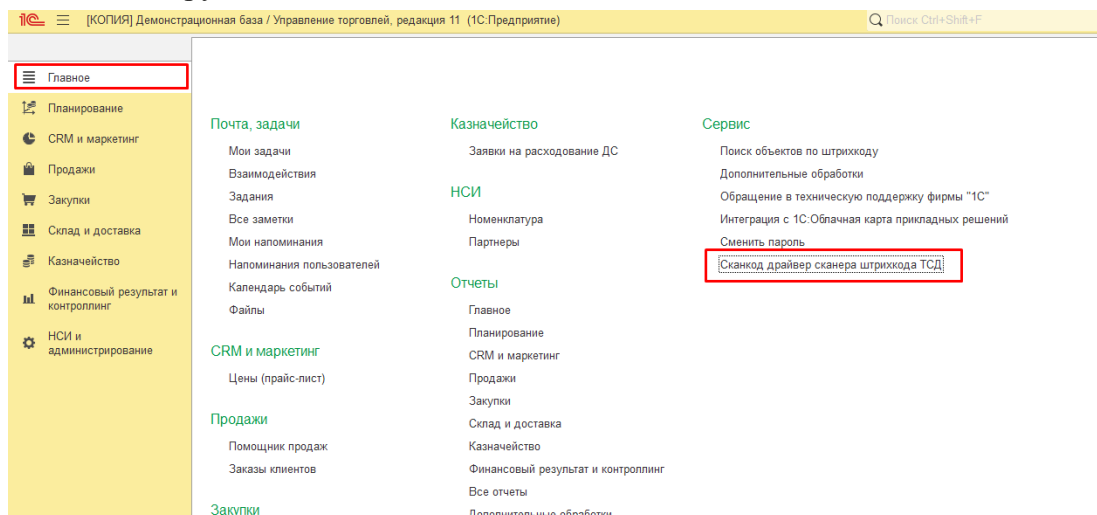 [КОПИЯ] Демонстрационная база / Управление торговлей, редакция 11 (1С:Предприятие)
Поиск Ctrl+Shift+F
Главное
Планирование
CRM и маркетинг
Продажи
Закупки
Склад и доставка
Казначейство
Финансовый результат и
контроллинг
НСИ и
администрирование
Почта, задачи
Мои задачи
Взаимодействия
Задания
Все заметки
Мои напоминания
Напоминания пользователей
Календарь событий
Файлы
CRM и маркетинг
Цены (прайс-лист)
Продажи
Помощник продаж
Заказы клиентов
Закупки
Казначейство
Заявки на расходование ДС
НСИ
Номенклатура
Партнеры
Отчеты
Главное
Планирование
CRM и маркетинг
Продажи
Закупки
Склад и доставка
Казначейство
Финансовый результат и контроллинг
Все отчеты
Дополнительные обработки
Сервис
Поиск объектов по штрихкоду
Дополнительные обработки
Обращение в техническую поддержку фирмы "1С"
Интеграция с 1С:Облачная карта прикладных решений
Сменить пароль
Сканкод драйвер сканера штрихкода ТСД